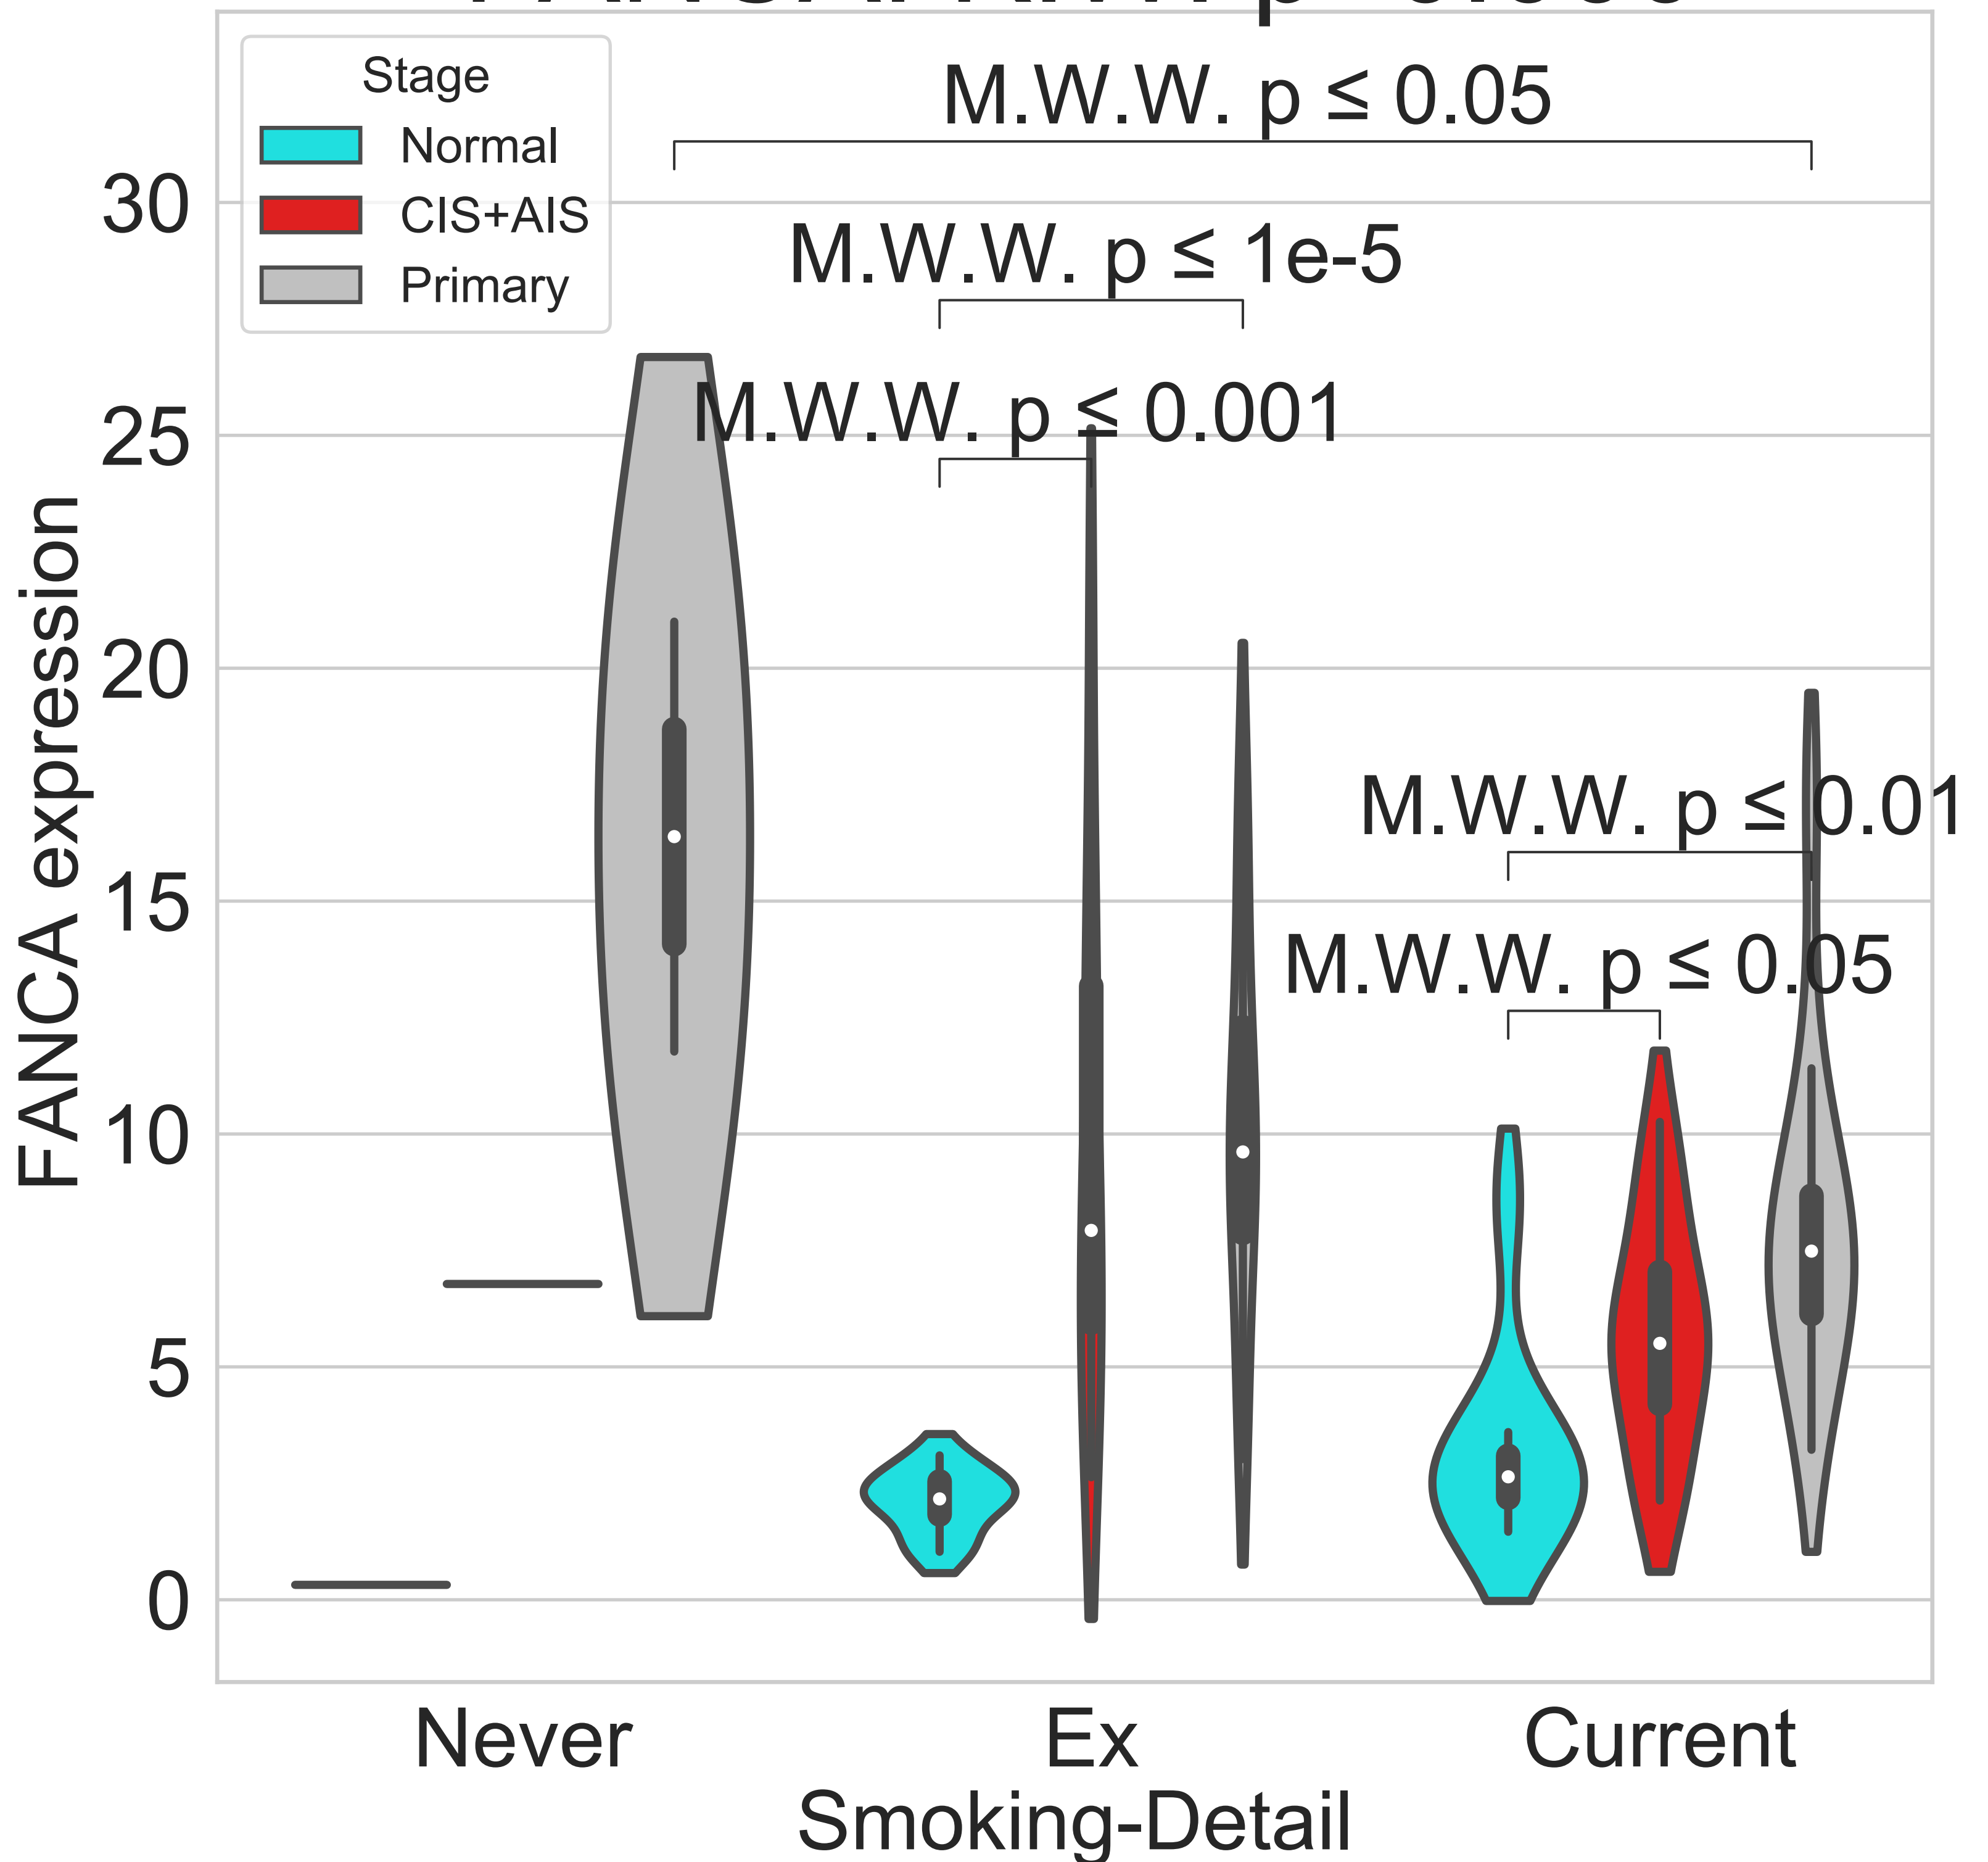 Stage
Normal
CIS+AIS
Primary
M.W.W. p ≤ 0.05
M.W.W. p ≤ 1e-5
M.W.W. p ≤ 0.001
M.W.W. p ≤ 0.01
M.W.W. p ≤ 0.05
FANCA expression
30
25
20
15
10
5
0
Never
Ex
Current
Smoking-Detail